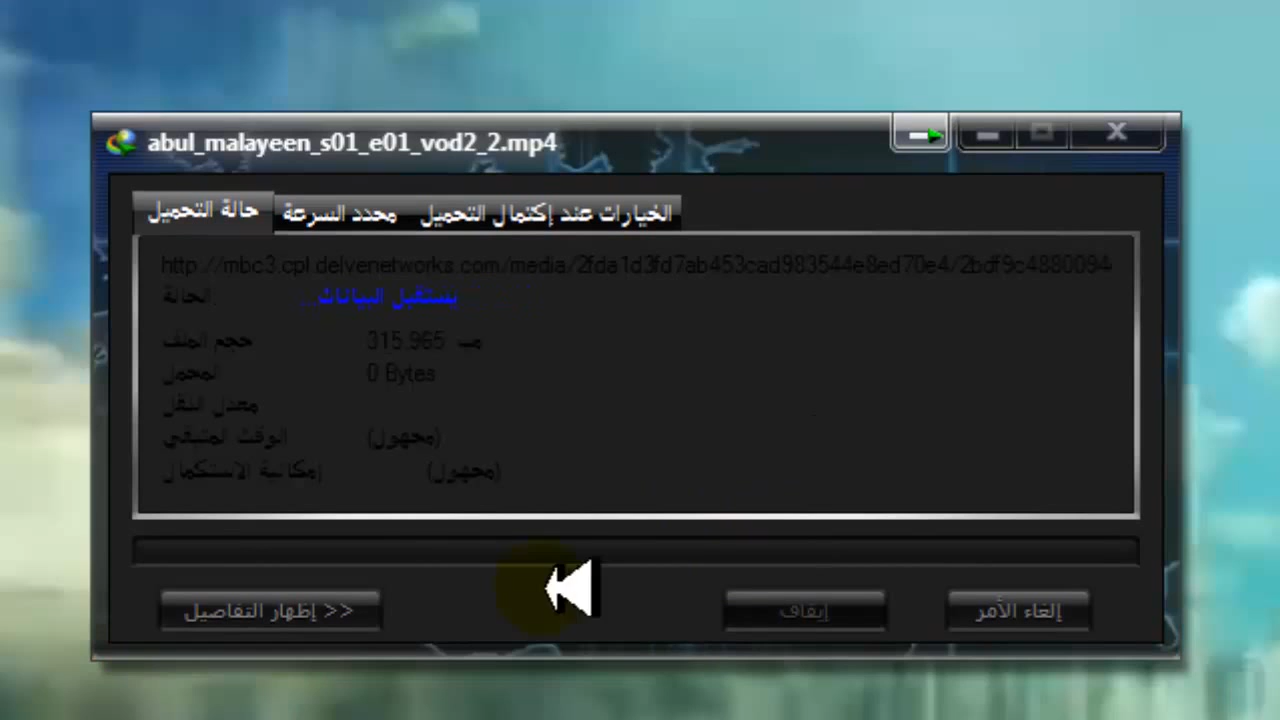 abul_malayeen_s01_e01_vod2_2.mp4
حالة التحميل محدد السرعة الخيارات عند إكتمال التحميل
http://mbc3.cpl.delvenetworks.com/media/2fda1d3fd7ab453cad983544e8ed70e4/2bdf9c4880094
الحالة يستقبل البيانات...
حجم الملف 315.965 مب
المحمل 0 Bytes
معدل النقل
الوقت المتبقي (مجهول)
إمكانية الاستكمال (مجهول)
<< إظهار التفاصيل إيقاف إلغاء الأمر